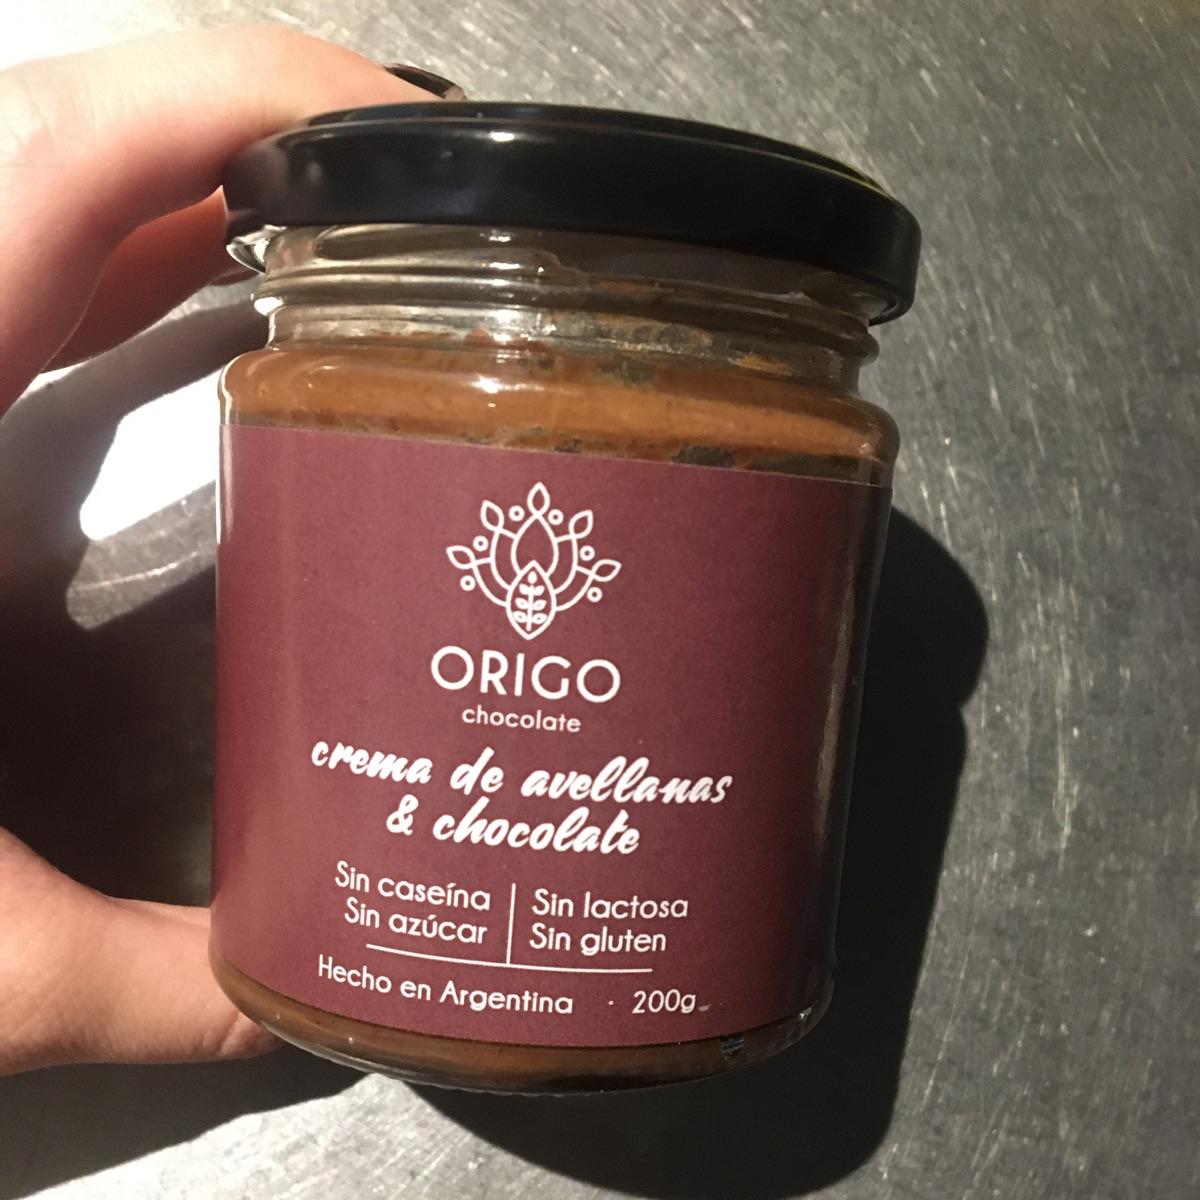 ORIGO
chocolate
crema de avellanas
& chocolate
Sin caseína
Sin azúcar
Sin lactosa
Sin gluten
Hecho en Argentina · 200g